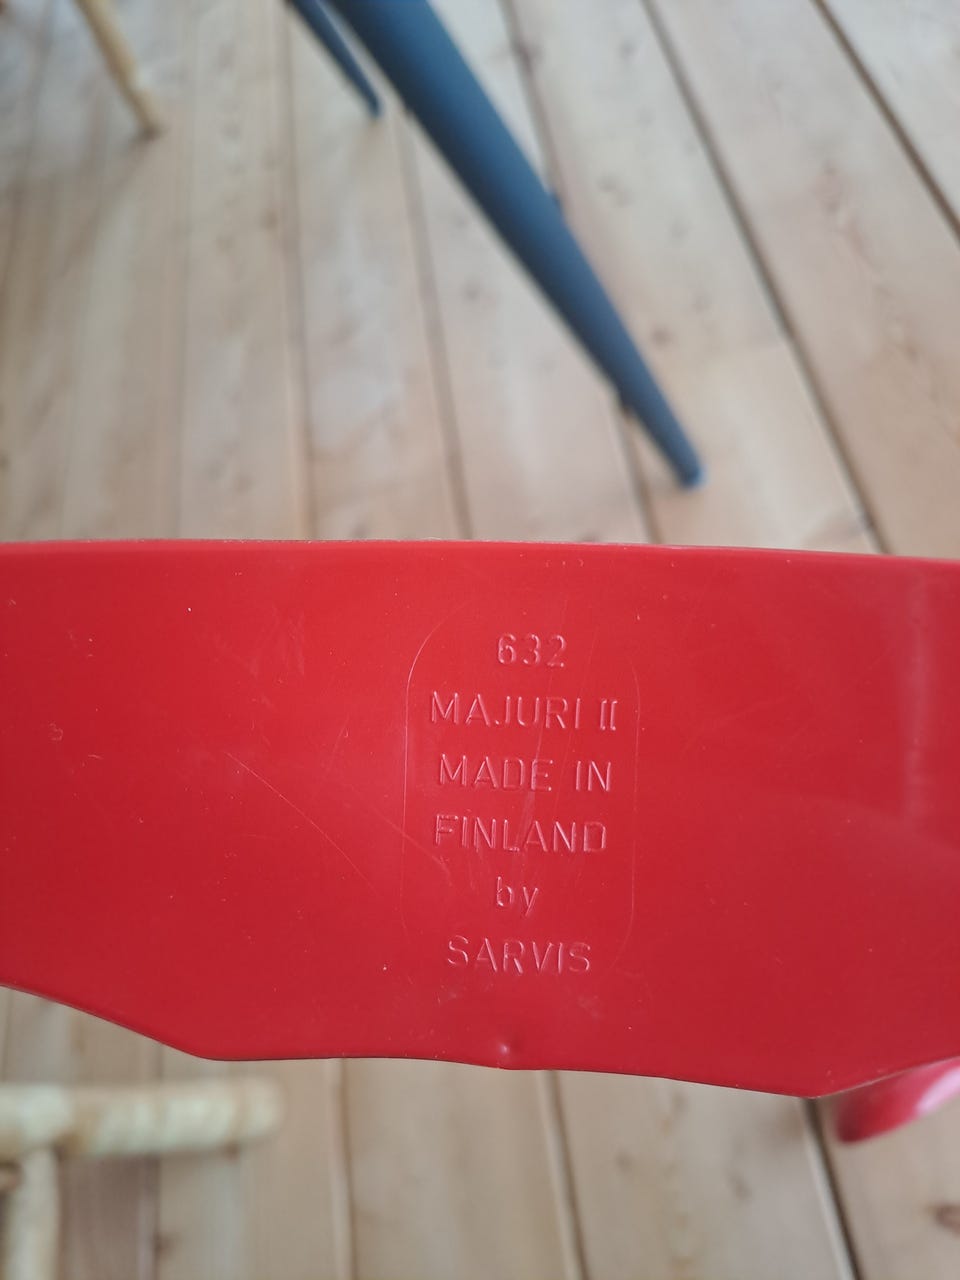 632
MAJURI II
MADE IN
FINLAND
by
SARVIS